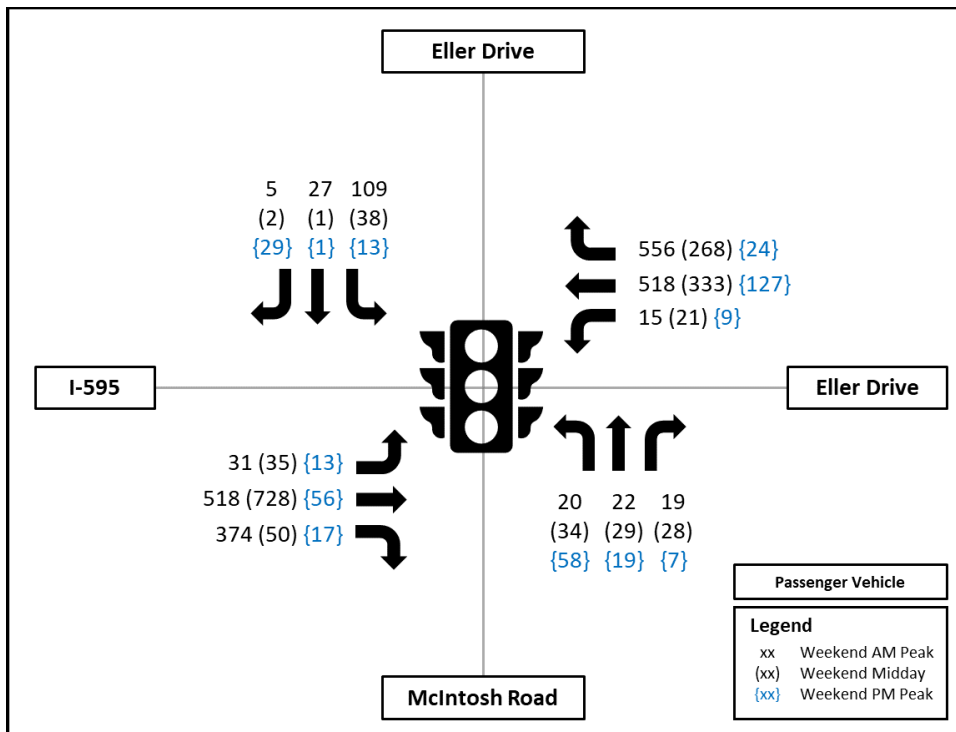 Eller Drive
5 27 109
(2) (1) (38)
{29} {1} {13}
556 (268) {24}
518 (333) {127}
15 (21) {9}
I-595
Eller Drive
31 (35) {13}
518 (728) {56}
374 (50) {17}
20 22 19
(34) (29) (28)
{58} {19} {7}
Passenger Vehicle
Legend
xx Weekend AM Peak
(xx) Weekend Midday
{xx} Weekend PM Peak
McIntosh Road